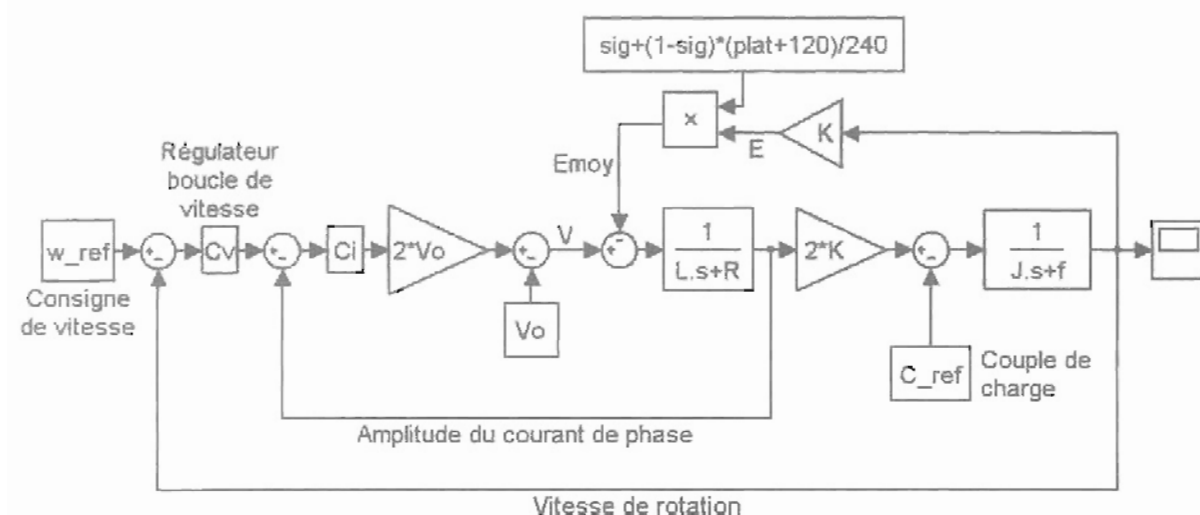 sig+(1-sig)*(plat+120)/240
×
K
E
Emoy
Régulateur
boucle de
vitesse
w_ref
Consigne
de vitesse
Cv
Ci
2*Vo
V
Vo
1
L.s+R
2*K
1
J.s+f
C_ref
Couple de
charge
Amplitude du courant de phase
Vitesse de rotation